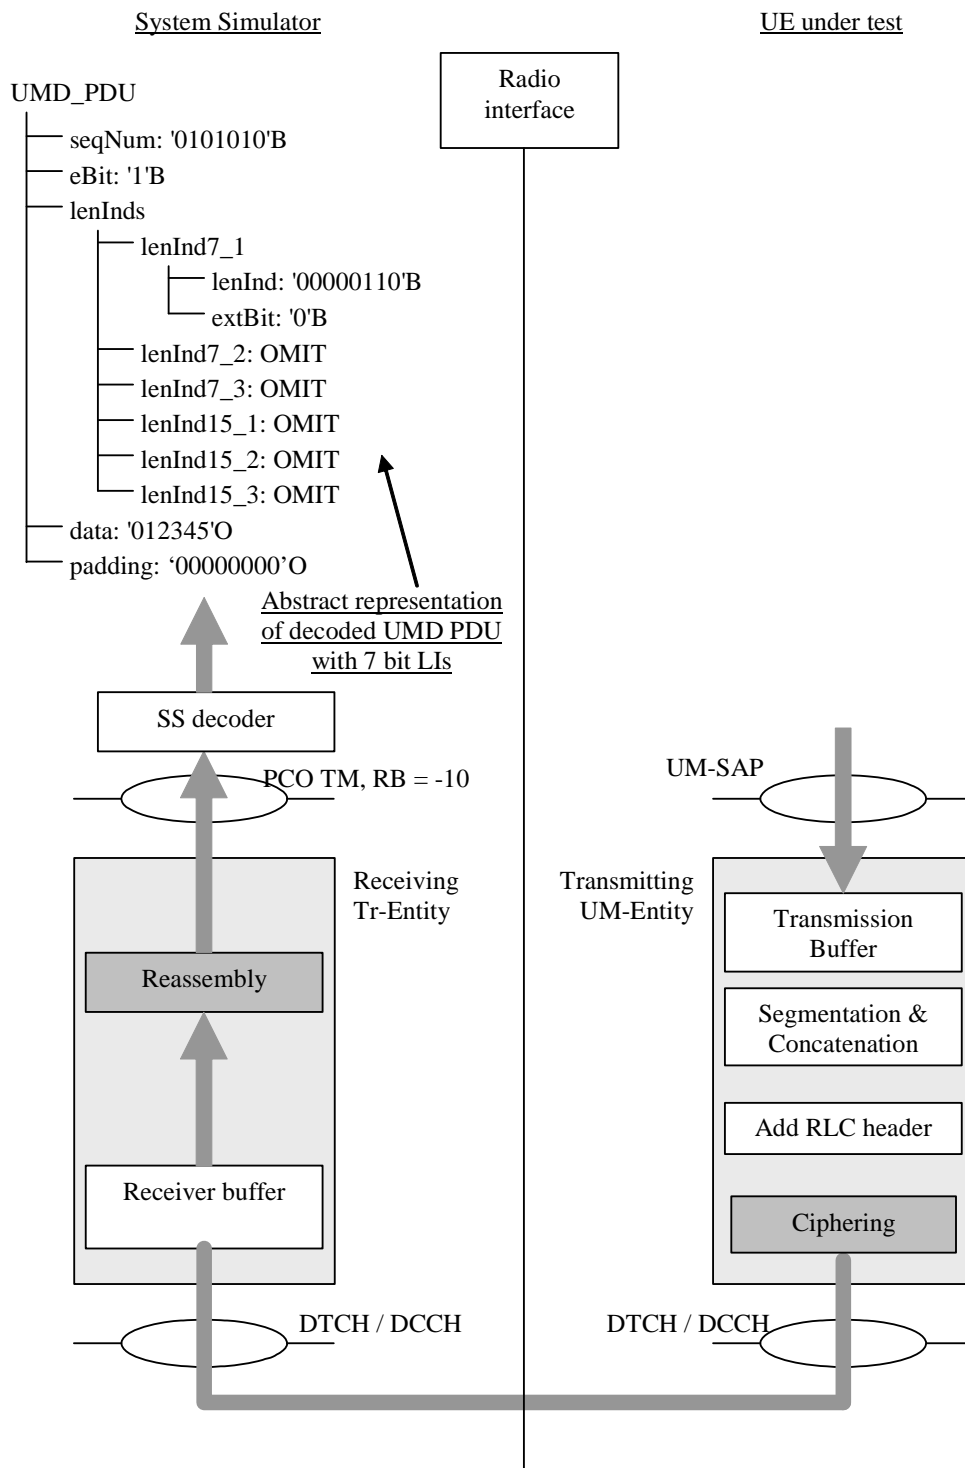 System Simulator
UE under test
Radio
interface
UMD_PDU
seqNum: '0101010'B
eBit: '1'B
lenInds
lenInd7_1
lenInd: '00000110'B
extBit: '0'B
lenInd7_2: OMIT
lenInd7_3: OMIT
lenInd15_1: OMIT
lenInd15_2: OMIT
lenInd15_3: OMIT
data: '012345'O
padding: ‘00000000’O
Abstract representation
of decoded UMD PDU
with 7 bit LIs
SS decoder
PCO TM, RB = -10
UM-SAP
Receiving
Tr-Entity
Transmitting
UM-Entity
Transmission
Buffer
Reassembly
Segmentation &
Concatenation
Add RLC header
Receiver buffer
Ciphering
DTCH / DCCH
DTCH / DCCH